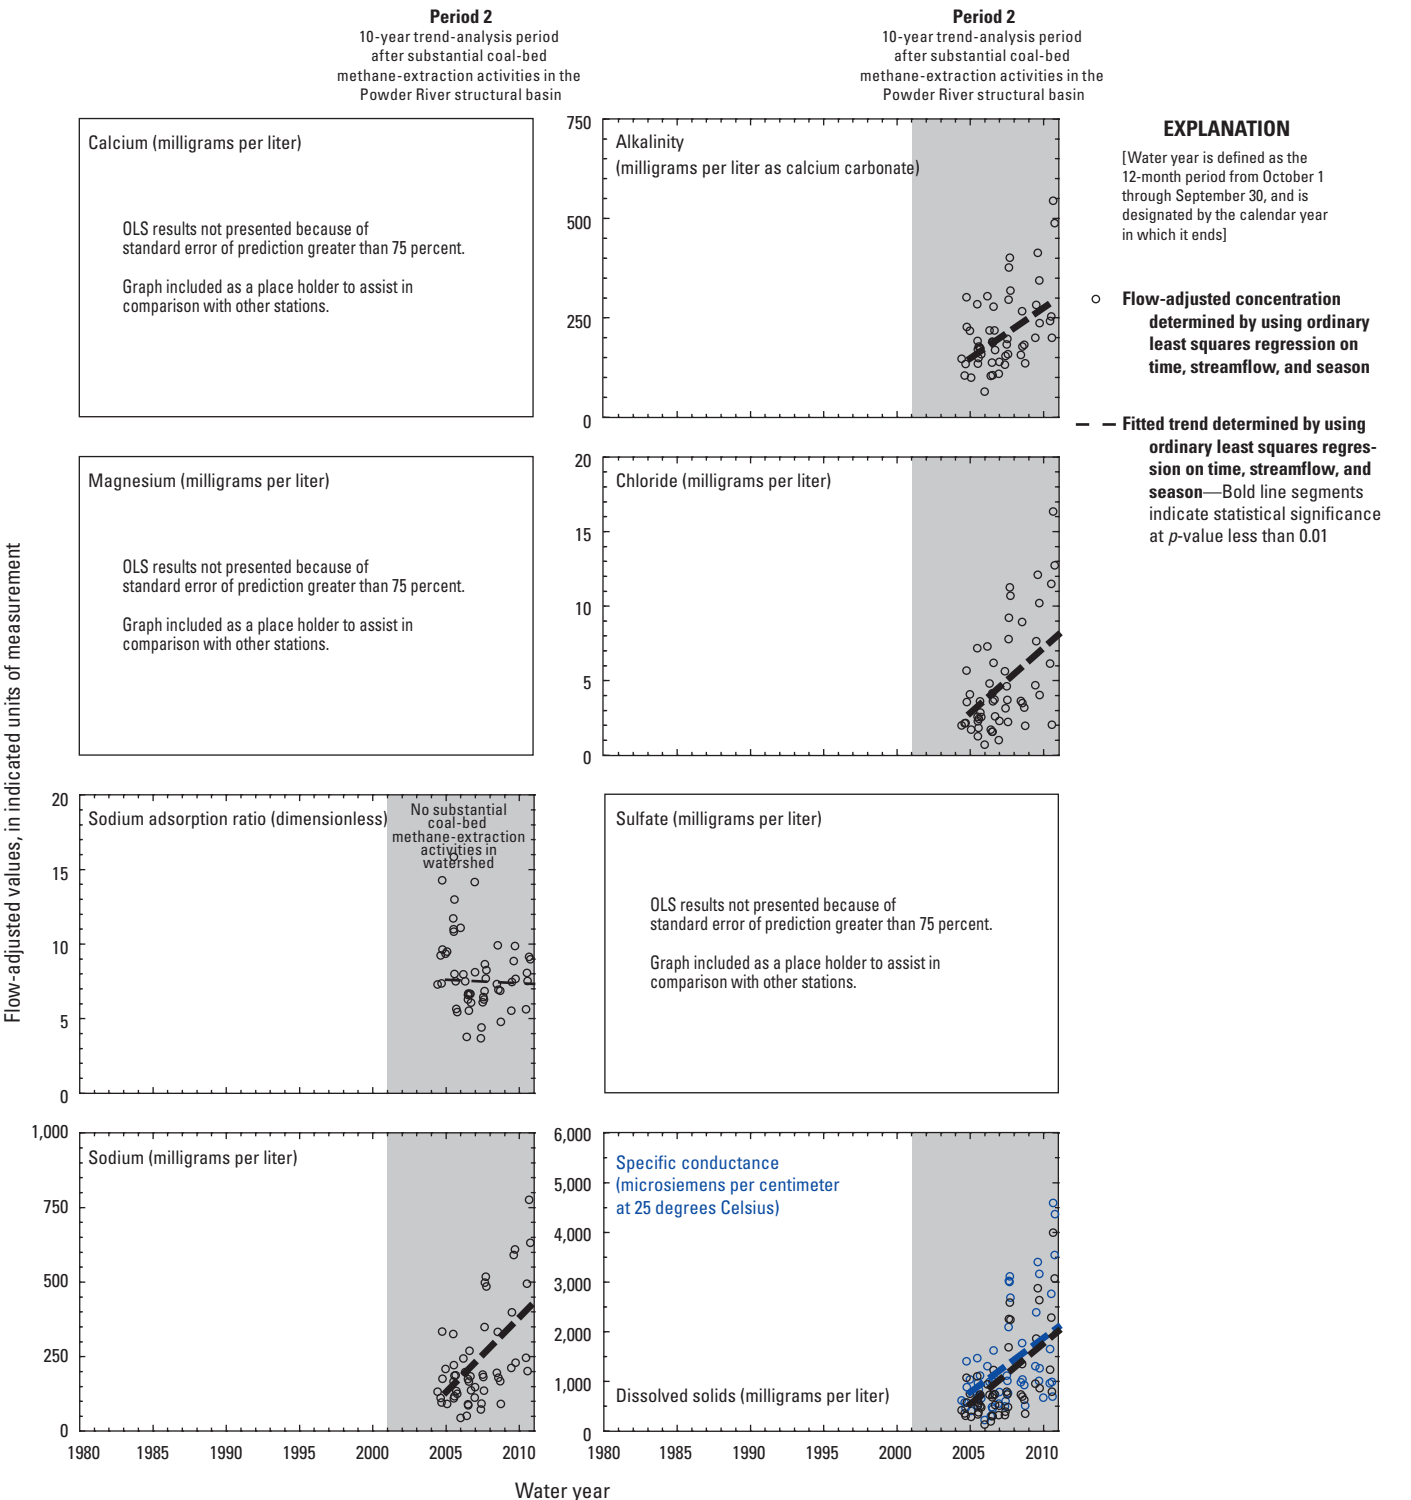 Period 2
10-year trend-analysis period
after substantial coal-bed
methane-extraction activities in the
Powder River structural basin
Period 2
10-year trend-analysis period
after substantial coal-bed
methane-extraction activities in the
Powder River structural basin
Calcium (milligrams per liter)
OLS results not presented because of
standard error of prediction greater than 75 percent.
Graph included as a place holder to assist in
comparison with other stations.
750
500
250
0
Alkalinity
(milligrams per liter as calcium carbonate)
EXPLANATION
[Water year is defined as the
12-month period from October 1
through September 30, and is
designated by the calendar year
in which it ends]
Flow-adjusted concentration
determined by using ordinary
least squares regression on
time, streamflow, and season
Fitted trend determined by using
ordinary least squares regres-
sion on time, streamflow, and
season—Bold line segments
indicate statistical significance
at p-value less than 0.01
Flow-adjusted values, in indicated units of measurement
Magnesium (milligrams per liter)
OLS results not presented because of
standard error of prediction greater than 75 percent.
Graph included as a place holder to assist in
comparison with other stations.
20
15
10
5
0
Chloride (milligrams per liter)
20
15
10
5
0
Sodium adsorption ratio (dimensionless)
No substantial
coal-bed
methane-extraction
activities in
watershed
Sulfate (milligrams per liter)
OLS results not presented because of
standard error of prediction greater than 75 percent.
Graph included as a place holder to assist in
comparison with other stations.
1,000
750
500
250
0
Sodium (milligrams per liter)
1980 1985 1990 1995 2000 2005 2010
6,000
5,000
4,000
3,000
2,000
1,000
0
Specific conductance
(microsiemens per centimeter
at 25 degrees Celsius)
Dissolved solids (milligrams per liter)
1980 1985 1990 1995 2000 2005 2010
Water year